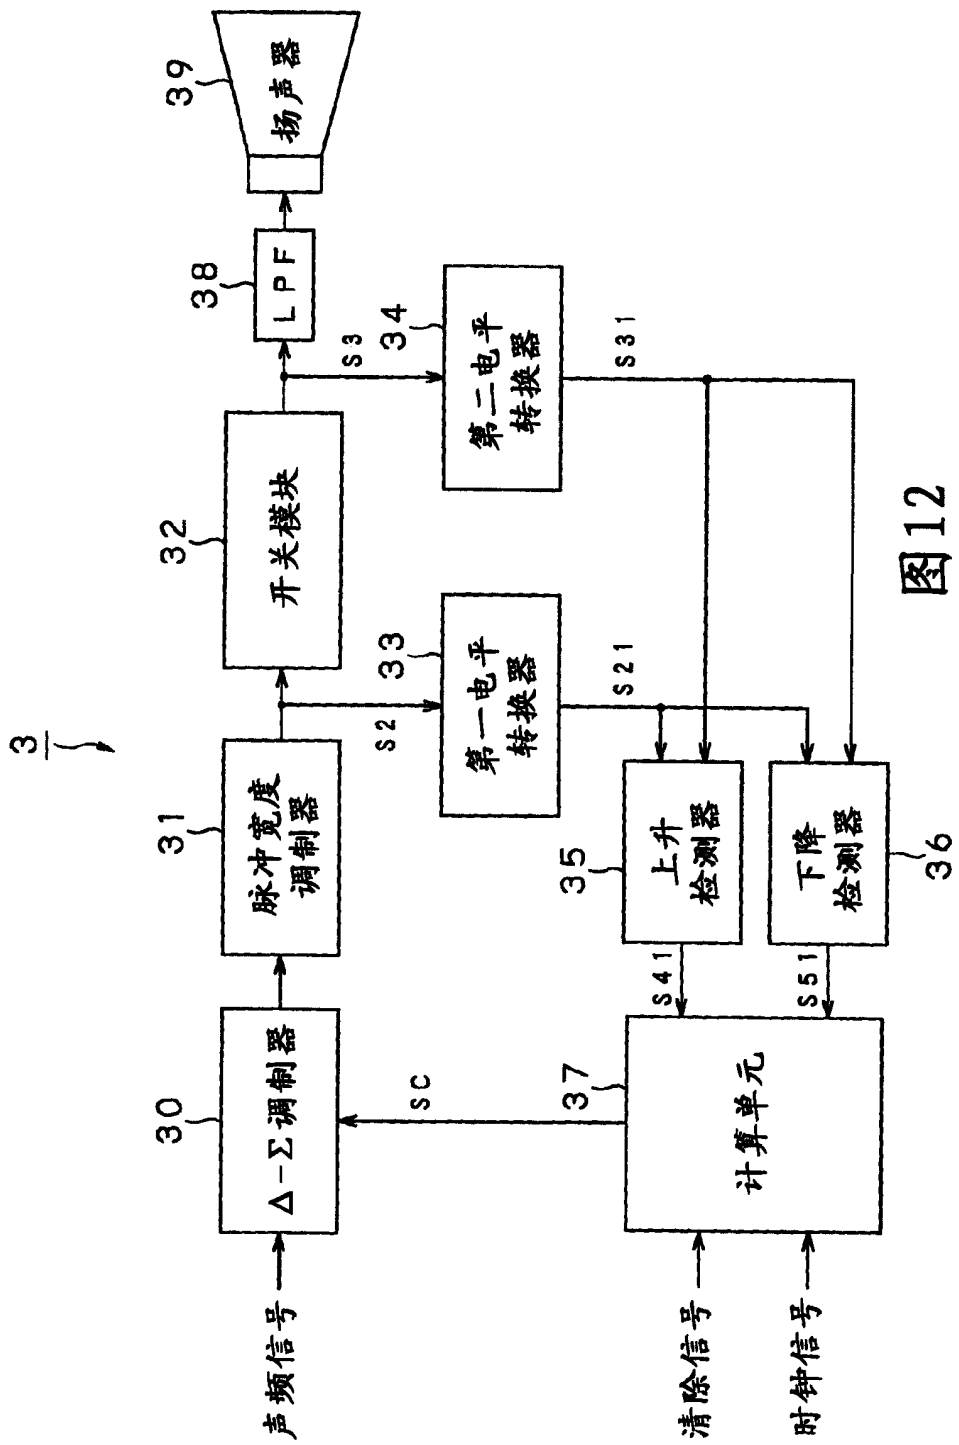 3
30
31
32
38
39
声频信号
Δ-Σ调制器
脉冲宽度
调制器
开关模块
LPF
扬声器
S2
S3
33
34
SC
第一电平
转换器
第二电平
转换器
37
35
S21
S31
清除信号
时钟信号
计算单元
S41
S51
上升
检测器
下降
检测器
36
图12